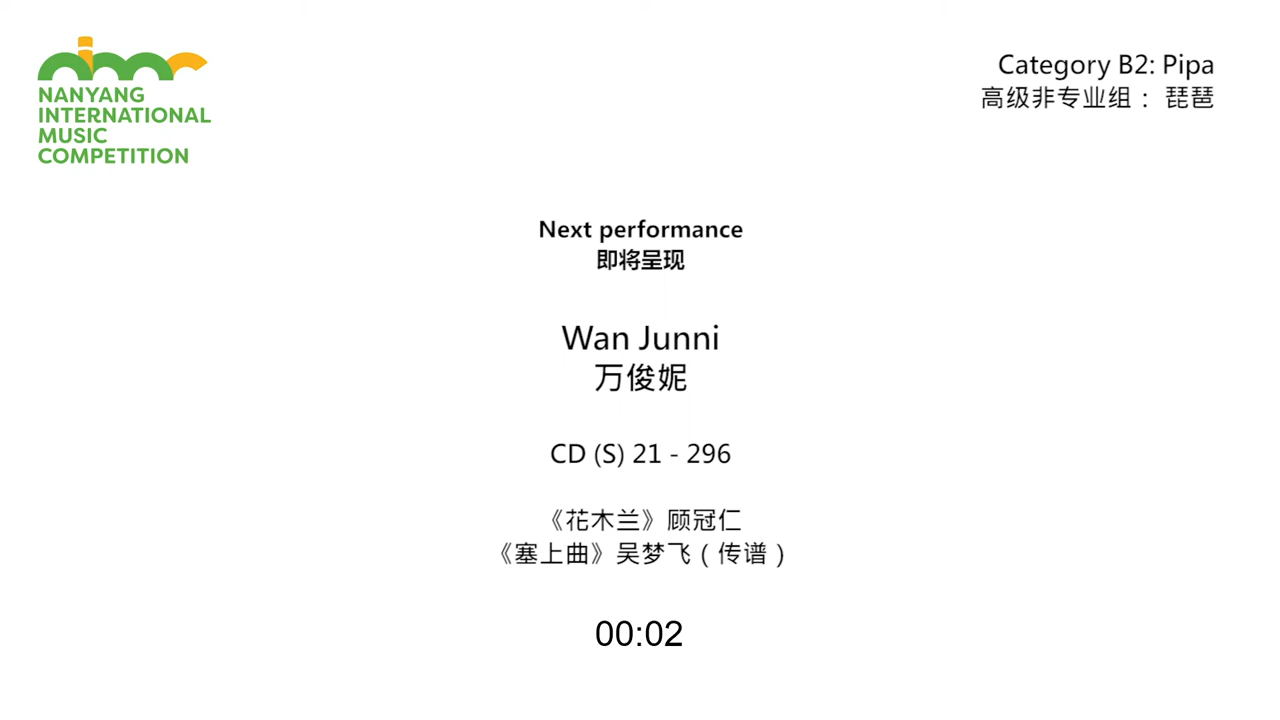 nimc
NANYANG
INTERNATIONAL
MUSIC
COMPETITION
Category B2: Pipa
高级非专业组： 琵琶
Next performance
即将呈现
Wan Junni
万俊妮
CD (S) 21 - 296
《花木兰》顾冠仁
《塞上曲》吴梦飞（传谱）
00:02